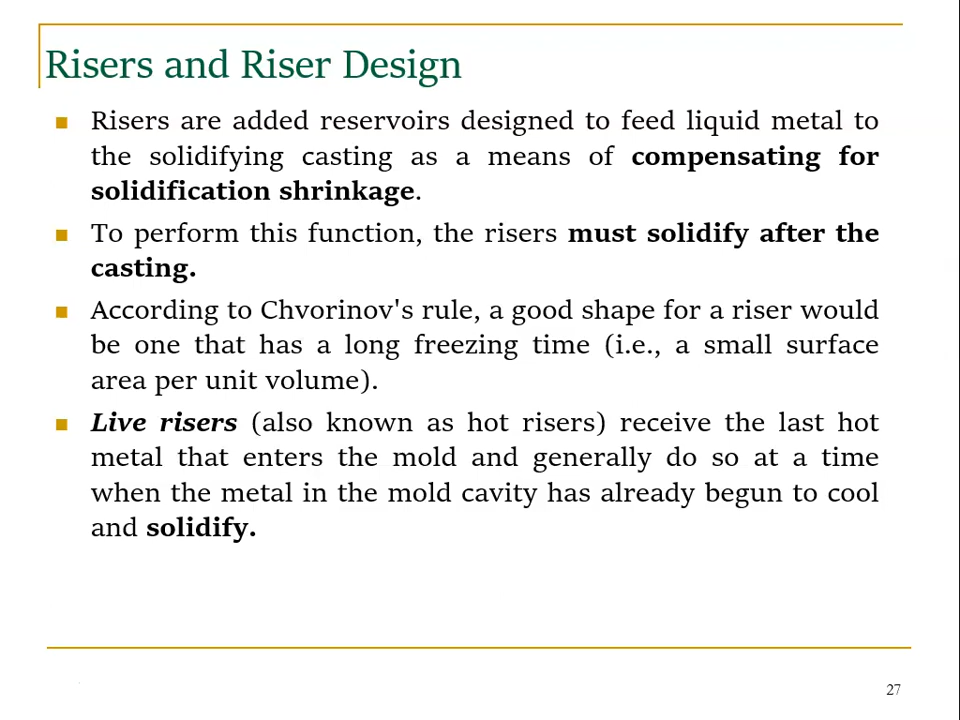 Risers and Riser Design
Risers are added reservoirs designed to feed liquid metal to
the solidifying casting as a means of compensating for
solidification shrinkage.
To perform this function, the risers must solidify after the
casting.
According to Chvorinov's rule, a good shape for a riser would
be one that has a long freezing time (i.e., a small surface
area per unit volume).
Live risers (also known as hot risers) receive the last hot
metal that enters the mold and generally do so at a time
when the metal in the mold cavity has already begun to cool
and solidify.
27